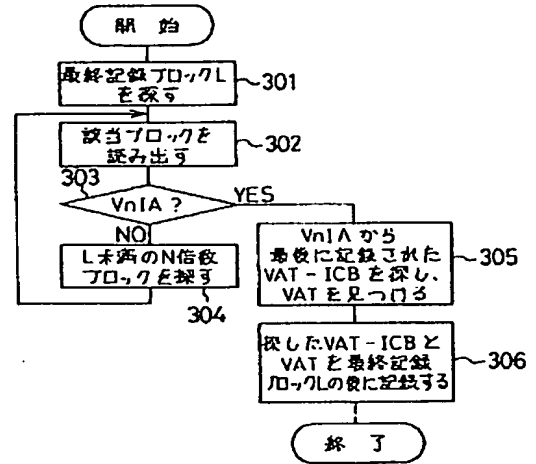 開始
最終記録ブロックL
を探す
301
該当ブロックを
読み出す
302
303
VnIA?
YES
NO
L未満のN倍数
ブロックを探す
304
VnIAから
最後に記録された
VAT-ICBを探し、
VATを見つける
305
探したVAT-ICBと
VATを最終記録
ブロックLの後に記録する
306
終了